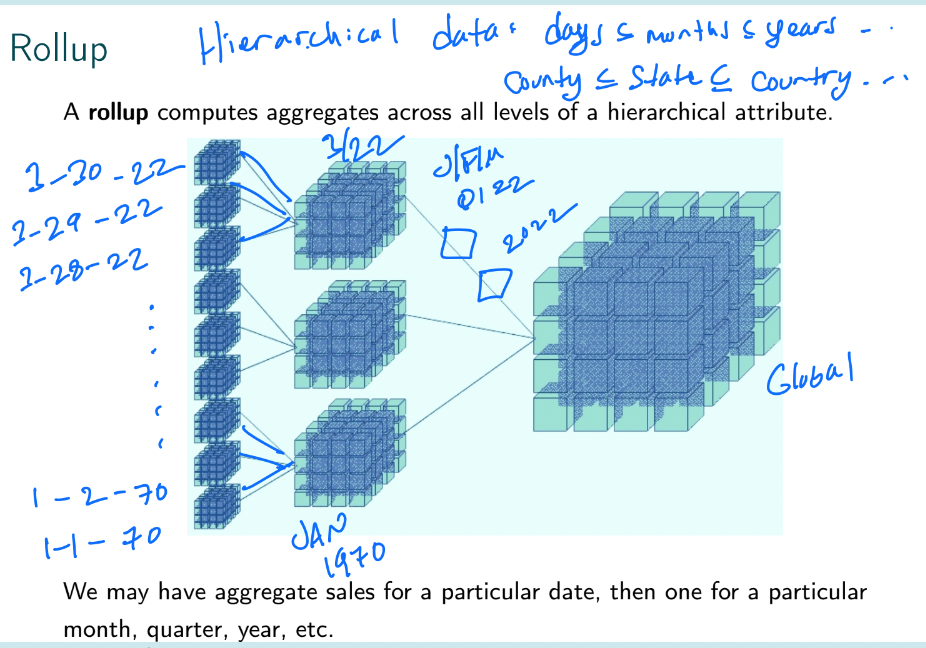 Rollup
Hierarchical data: days ≤ months ≤ years - ..
County ≤ State ⊆ Country. ...
A rollup computes aggregates across all levels of a hierarchical attribute.
3-30-22
3-29-22
3-28-22
3/22
J/F/M
Q1 22
2022
Global
1-2-70
1-1-70
JAN
1970
We may have aggregate sales for a particular date, then one for a particular
month, quarter, year, etc.